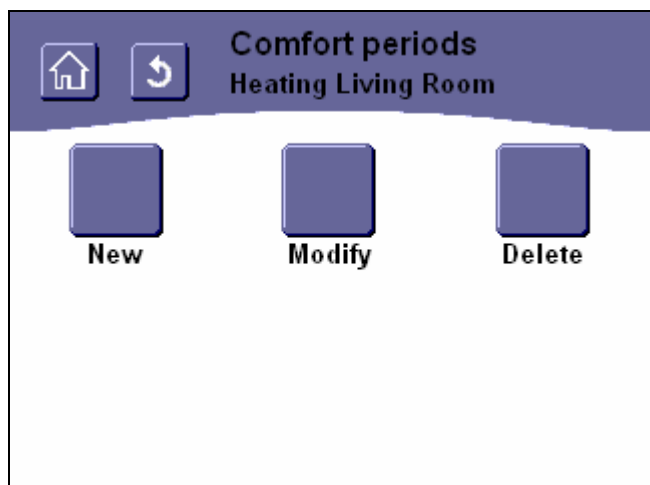 Comfort periods
Heating Living Room
New
Modify
Delete